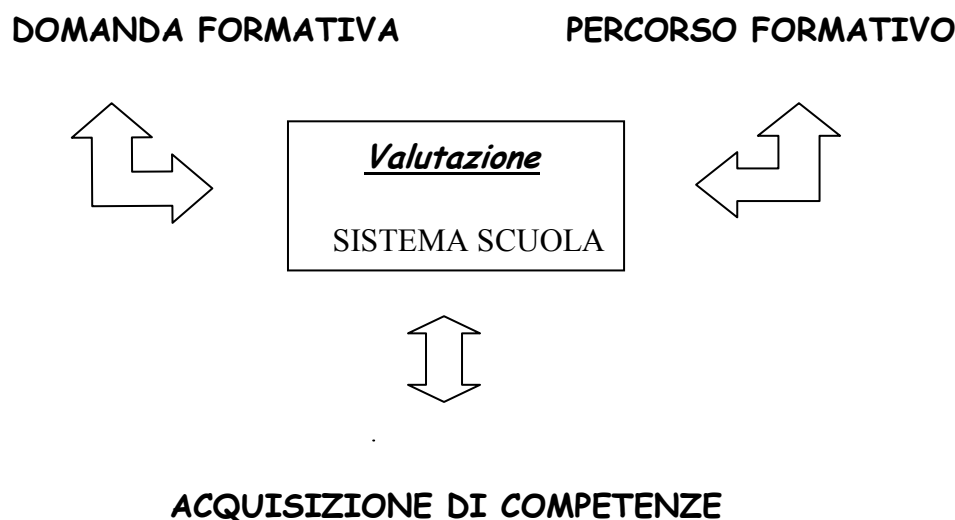 DOMANDA FORMATIVA PERCORSO FORMATIVO
Valutazione
SISTEMA SCUOLA
ACQUISIZIONE DI COMPETENZE